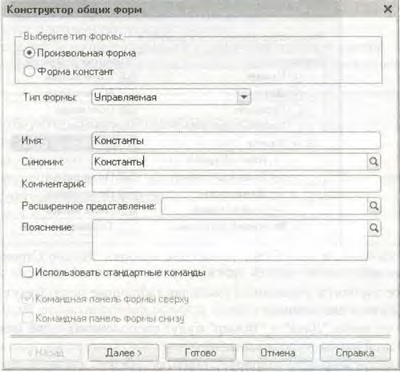 Конструктор общих форм
Выберите тип формы:
Произвольная форма
Форма констант
Тип формы: Управляемая
Имя: Константы
Синоним: Константы
Комментарий:
Расширенное представление:
Пояснение:
Использовать стандартные команды
Командная панель формы сверху
Командная панель формы снизу
< Назад Далее > Готово Отмена Справка